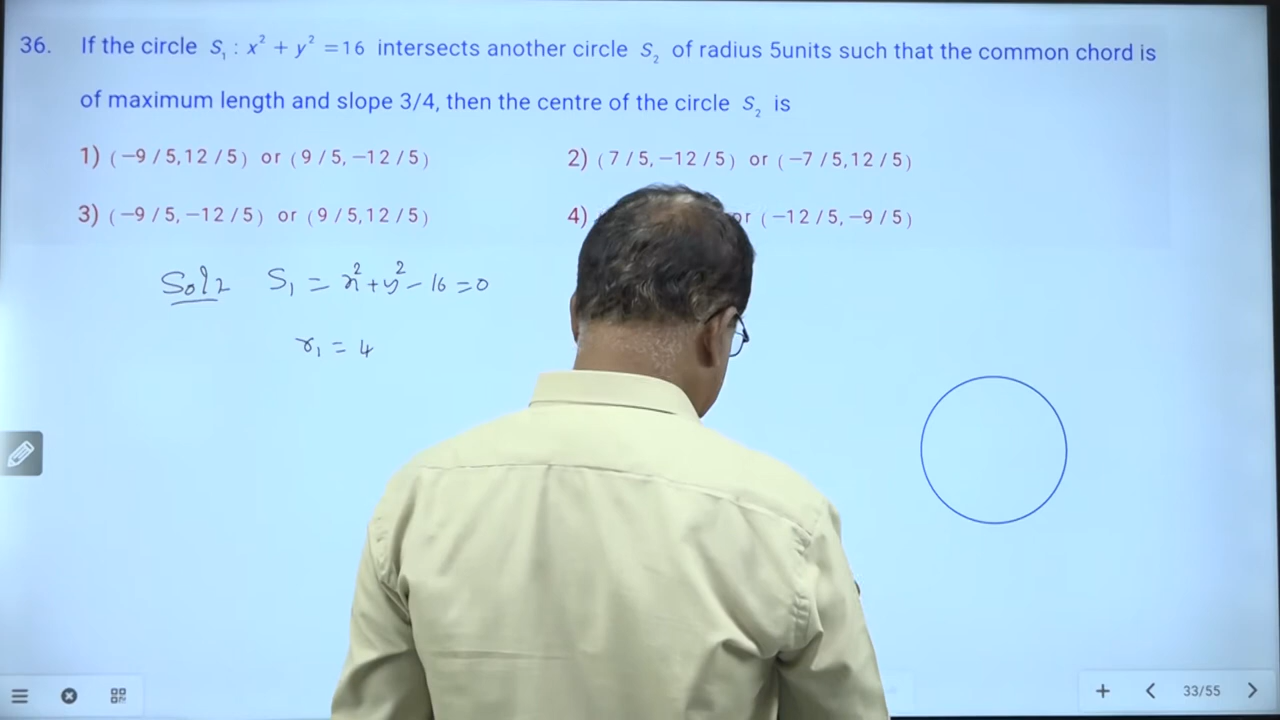 36. If the circle S₁ : x² + y² = 16 intersects another circle S₂ of radius 5units such that the common chord is
of maximum length and slope 3/4, then the centre of the circle S₂ is
1) (−9 / 5,12 / 5) or (9 / 5,−12 / 5) 2) (7 / 5,−12 / 5) or (−7 / 5,12 / 5)
3) (−9 / 5,−12 / 5) or (9 / 5,12 / 5) 4) or (−12 / 5,−9 / 5)
Sol: S₁ = x² + y² − 16 = 0
r₁ = 4
33/55